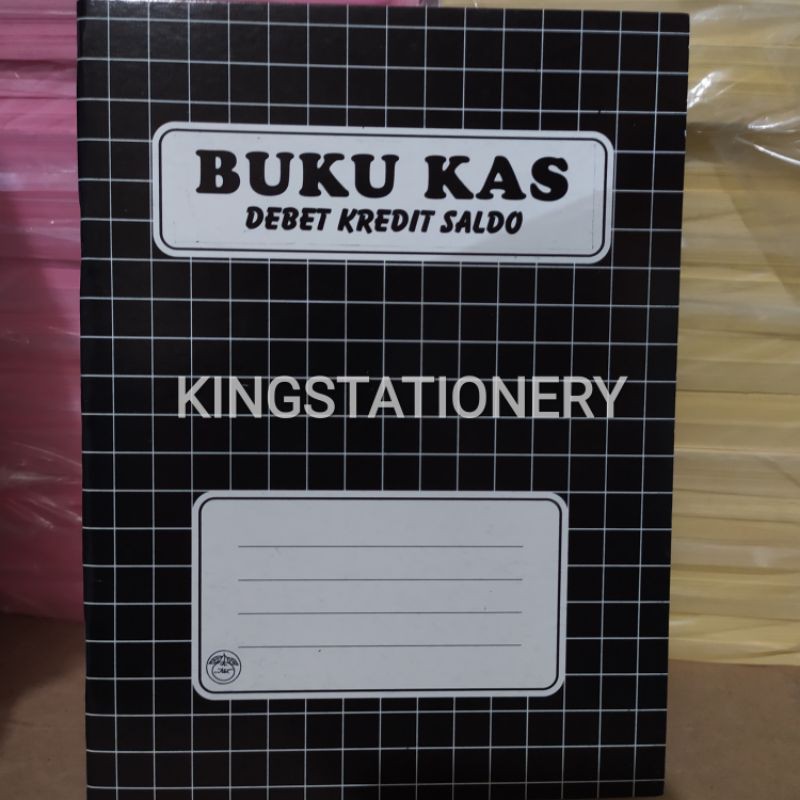 BUKU KAS
DEBET KREDIT SALDO
KINGSTATIONERY